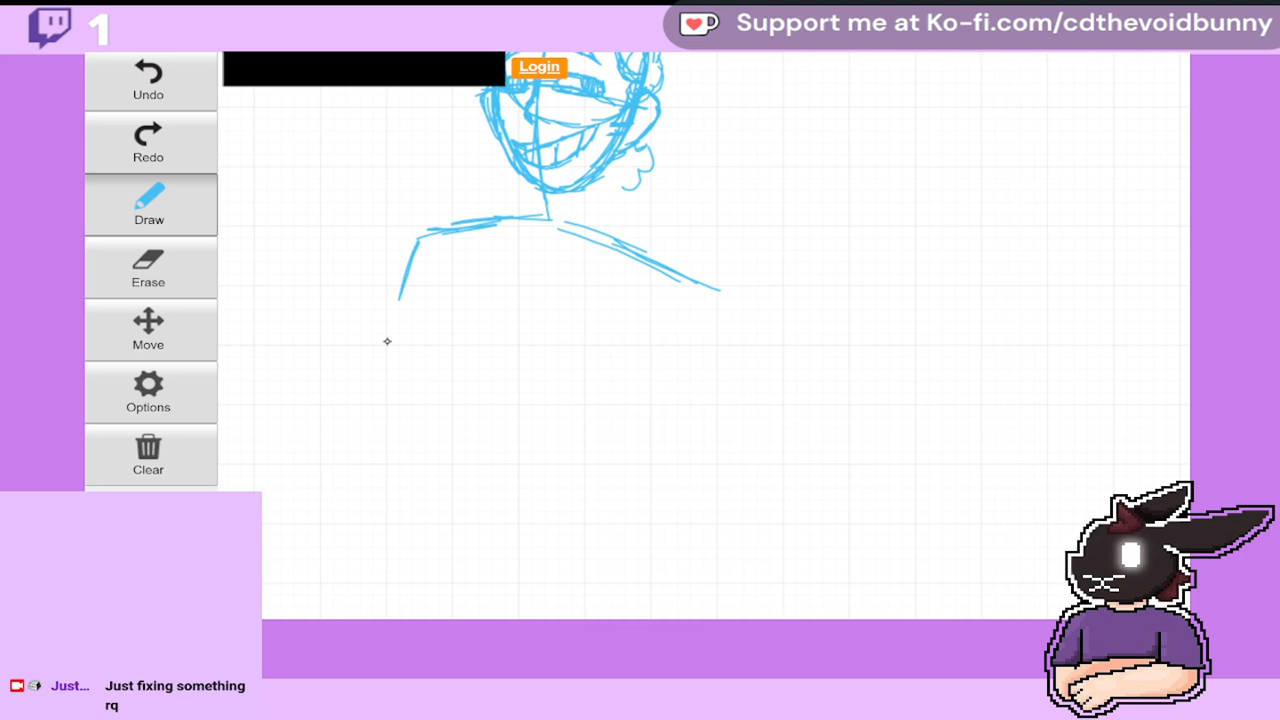 1
Support me at Ko-fi.com/cdthevoidbunny
Login
Undo
Redo
Draw
Erase
Move
Options
Clear
Just... Just fixing something
rq